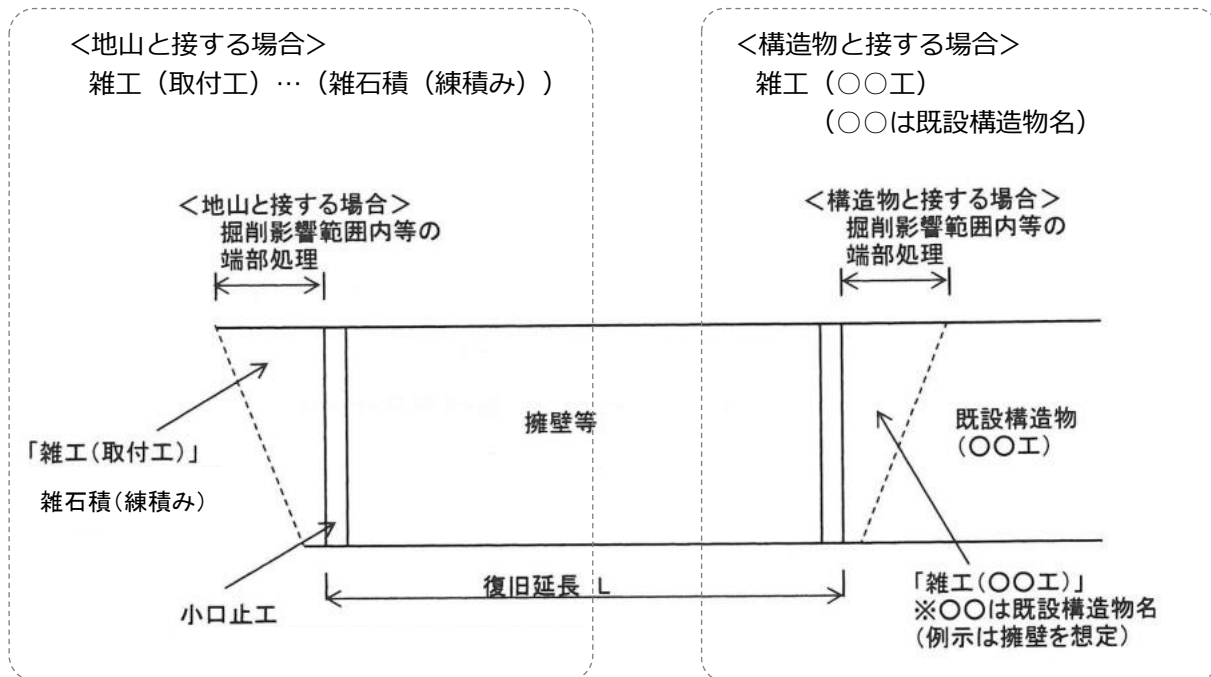 <地山と接する場合>
雑工（取付工）…（雑石積（練積み））
<構造物と接する場合>
雑工（○○工）
（○○は既設構造物名）
<地山と接する場合>
掘削影響範囲内等の
端部処理
<構造物と接する場合>
掘削影響範囲内等の
端部処理
「雑工(取付工)」
雑石積(練積み)
擁壁等
既設構造物
(○○工)
小口止工
復旧延長 L
「雑工(○○工)」
※○○は既設構造物名
(例示は擁壁を想定)